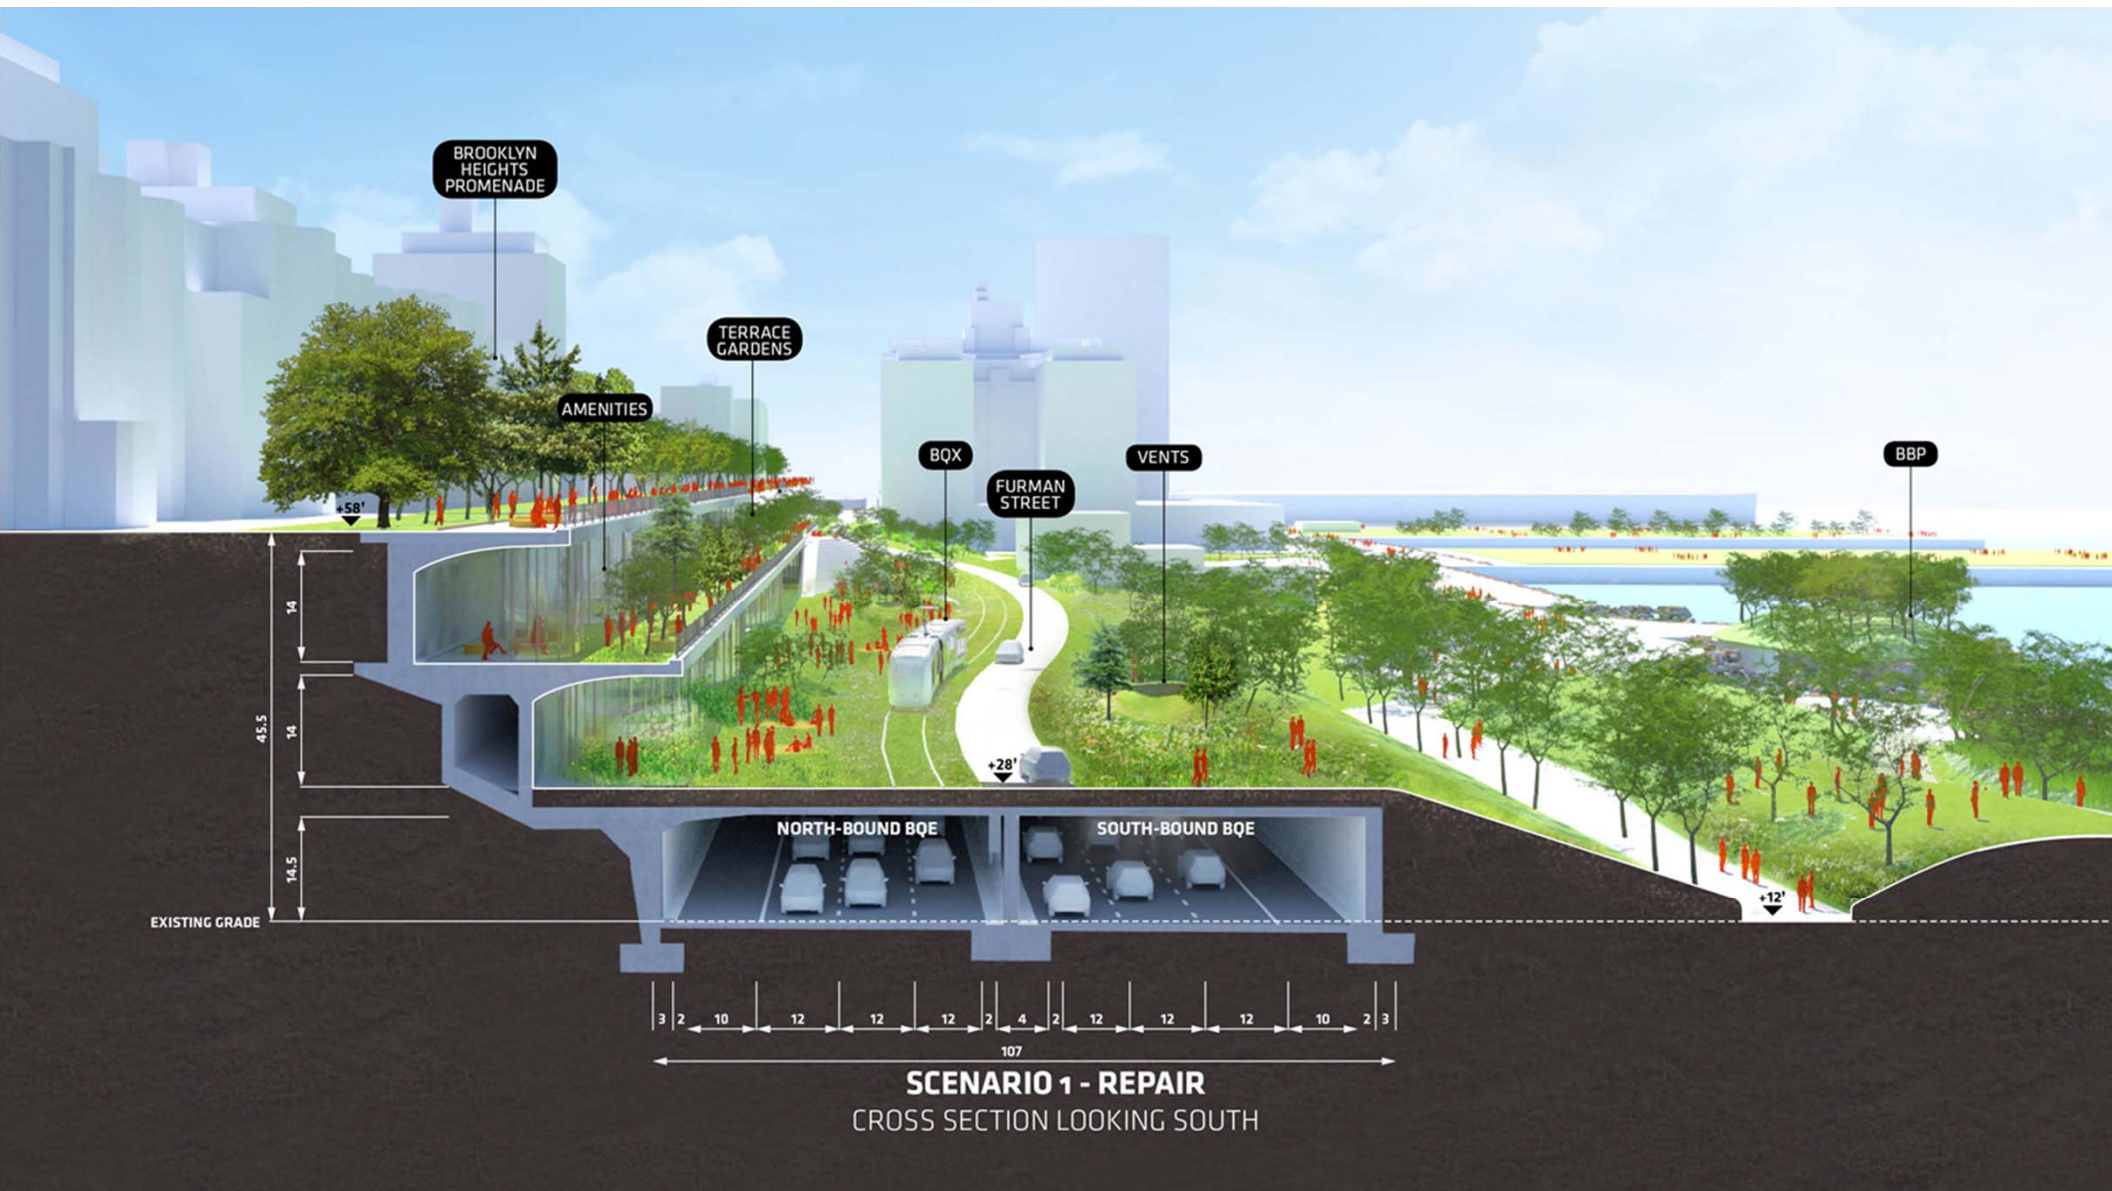 BROOKLYN
HEIGHTS
PROMENADE
TERRACE
GARDENS
AMENITIES
BQX
FURMAN
STREET
VENTS
BBP
+58'
14
45.5
14
+28'
NORTH-BOUND BQE
SOUTH-BOUND BQE
14.5
+12'
EXISTING GRADE
3 2 10 12 12 12 2 4 2 12 12 12 10 2 3
107
SCENARIO 1 - REPAIR
CROSS SECTION LOOKING SOUTH